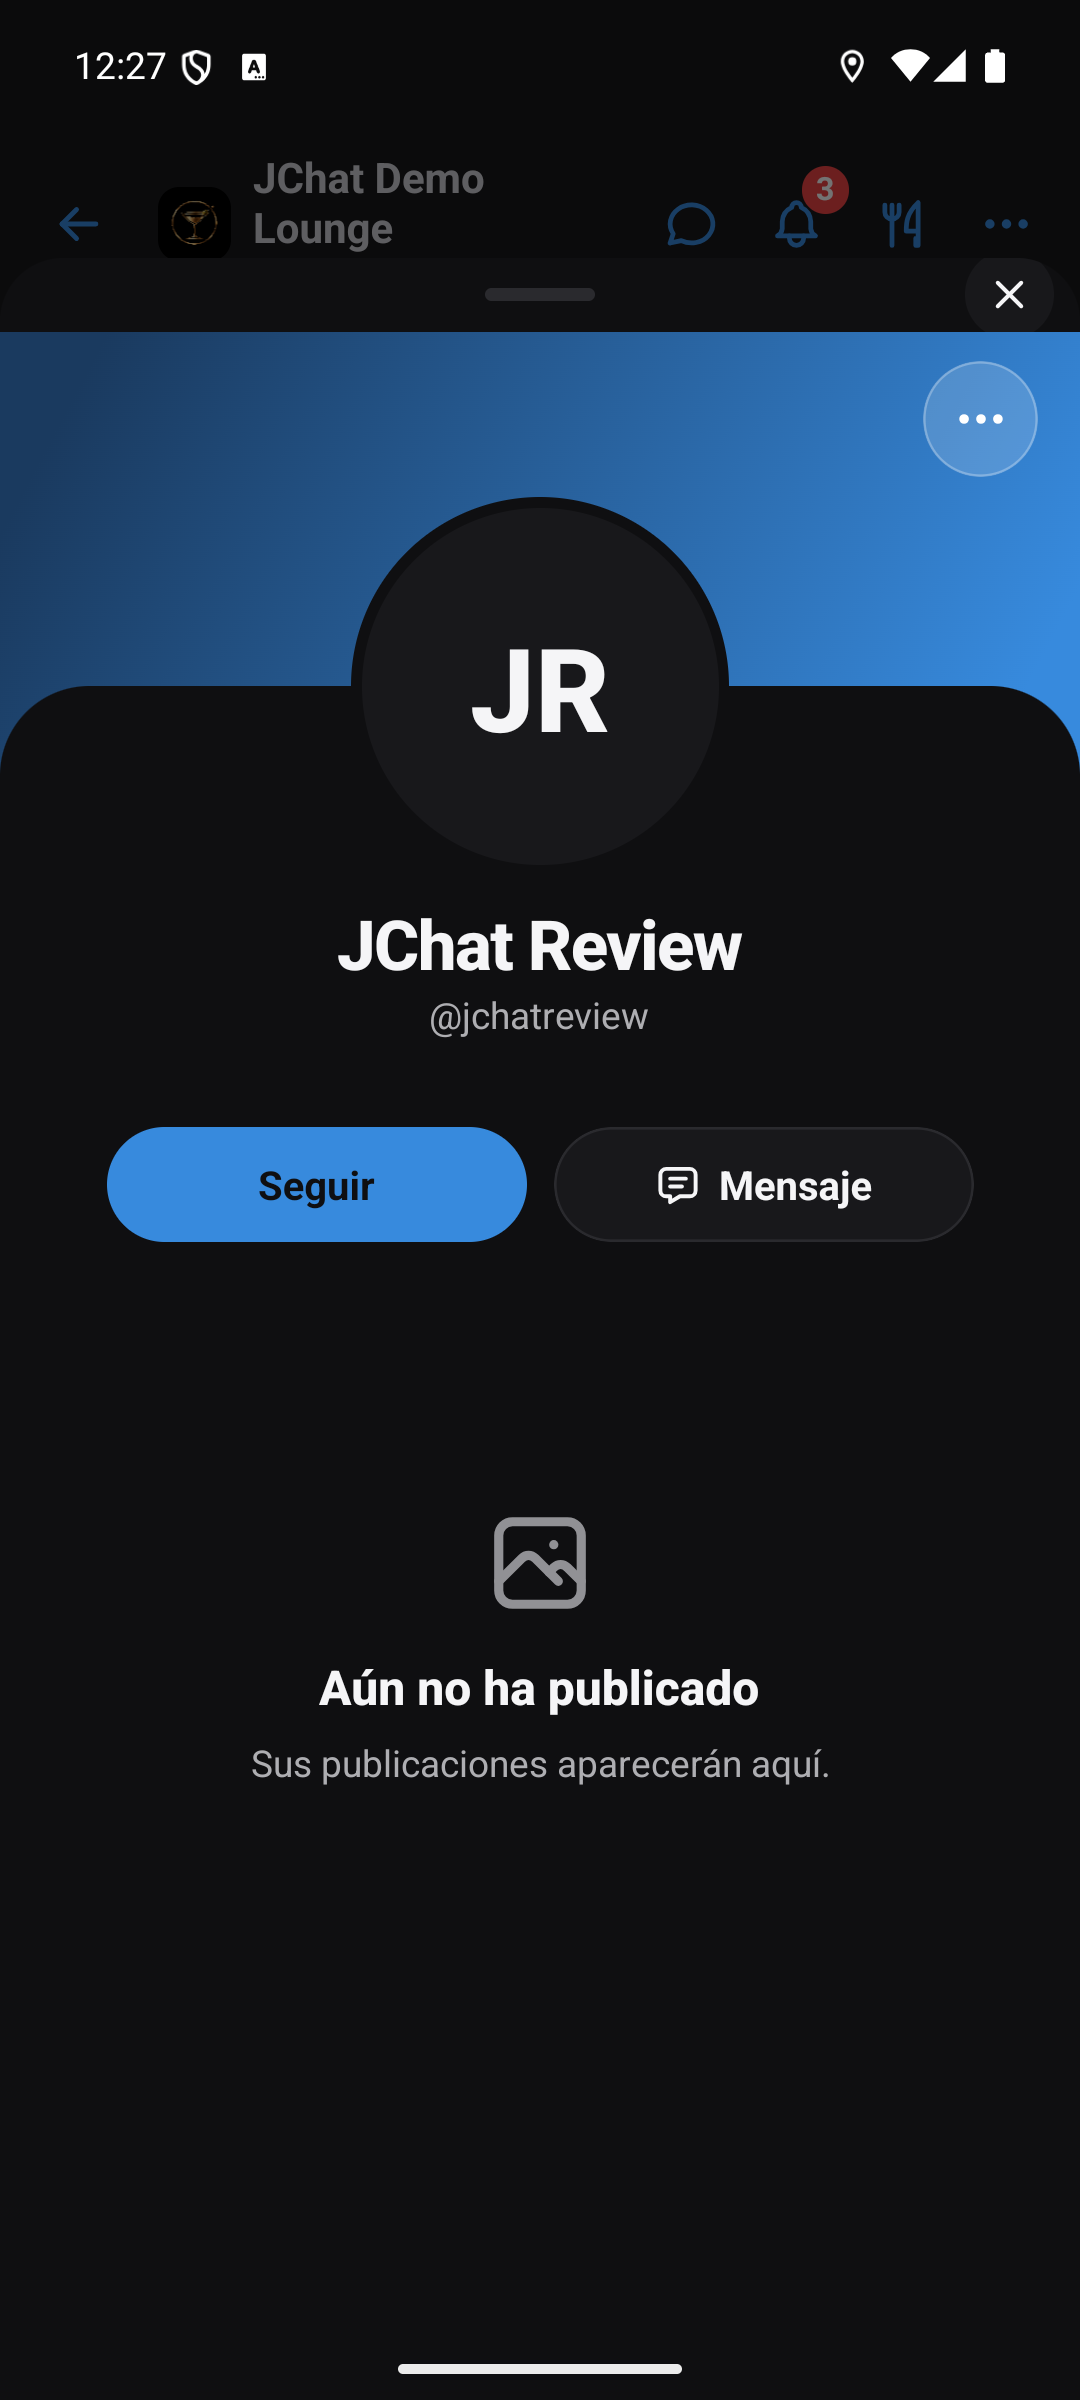 12:27
JChat Demo
Lounge
3
JR
JChat Review
@jchatreview
Seguir
Mensaje
Aún no ha publicado
Sus publicaciones aparecerán aquí.